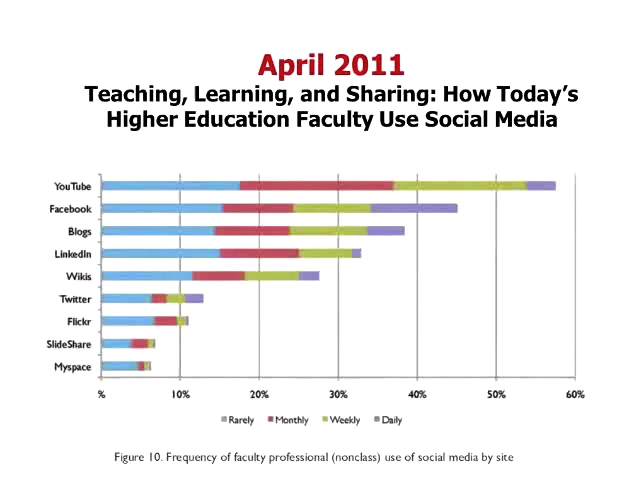 April 2011
Teaching, Learning, and Sharing: How Today's
Higher Education Faculty Use Social Media
YouTube
Facebook
Blogs
LinkedIn
Wikis
Twitter
Flickr
SlideShare
Myspace
% 10% 20% 30% 40% 50% 60%
Rarely Monthly Weekly Daily
Figure 10. Frequency of faculty professional (nonclass) use of social media by site